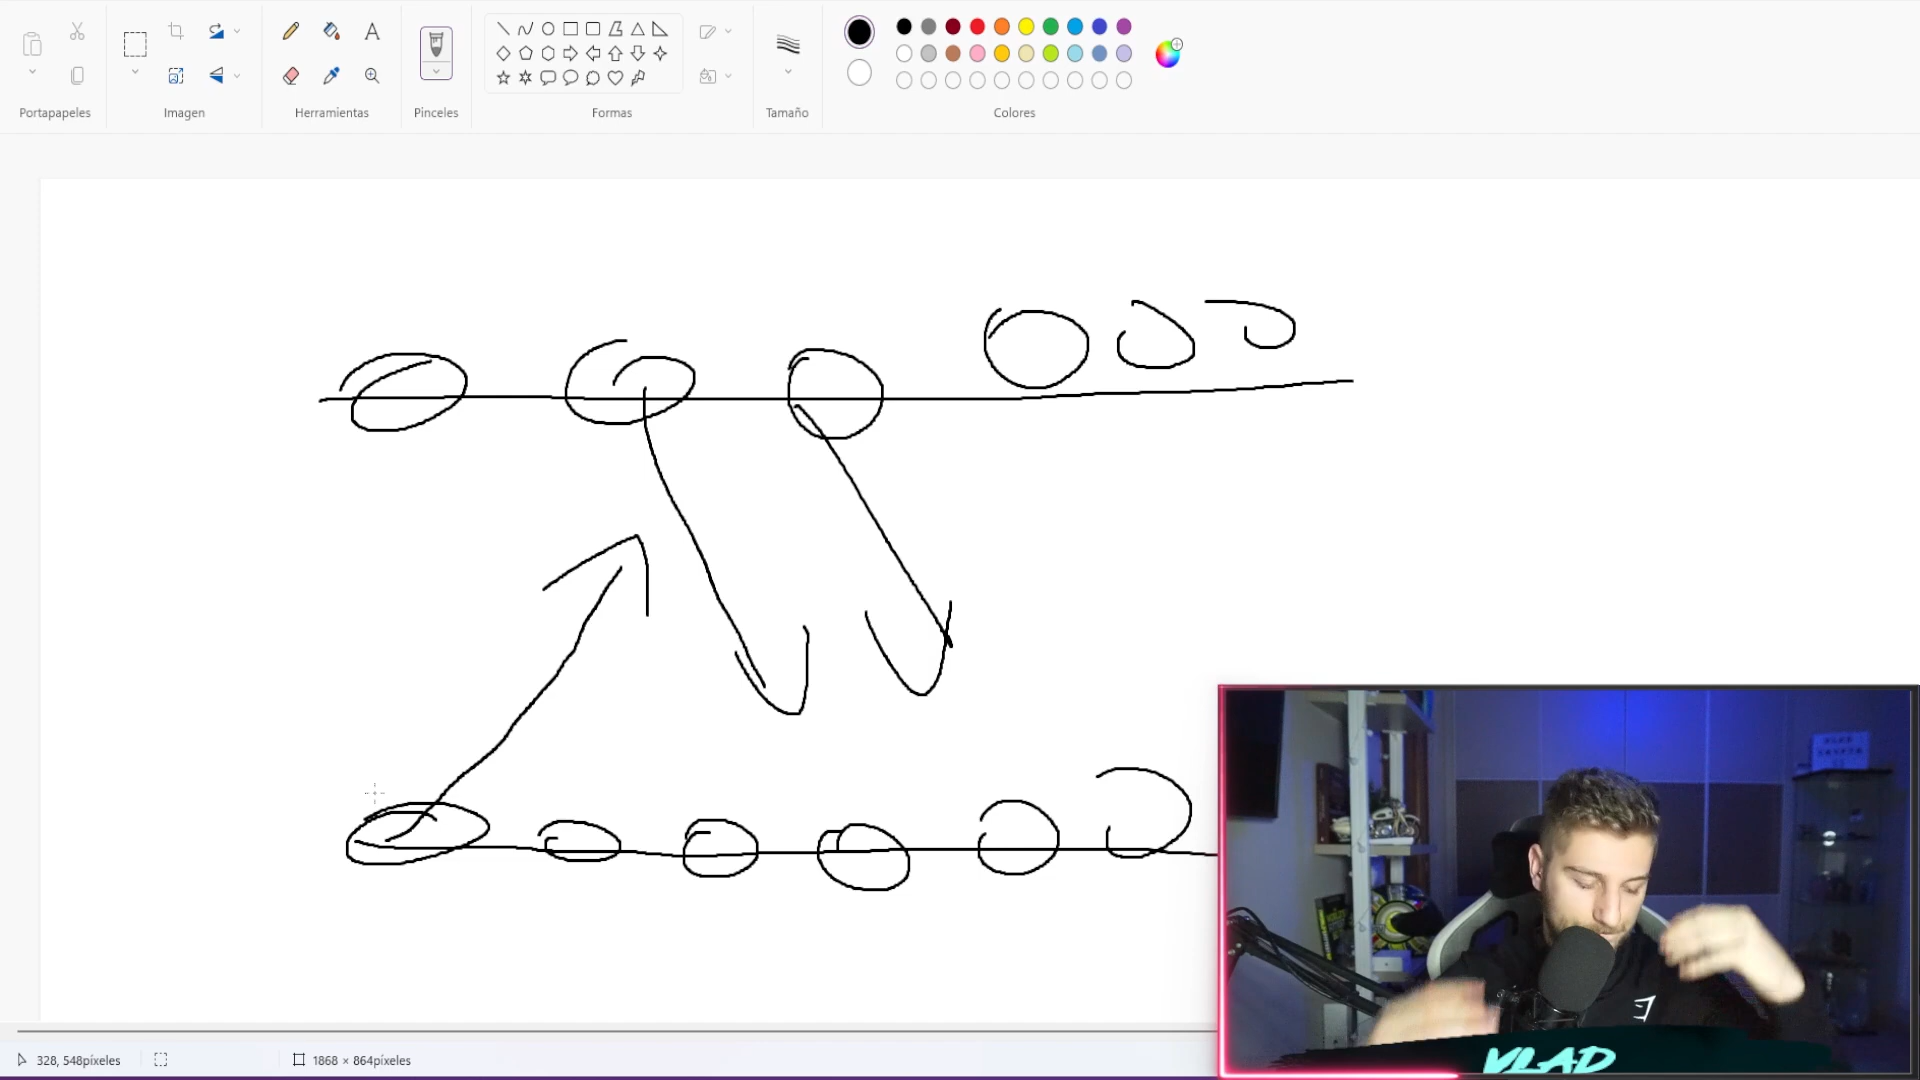 Portapapeles
Imagen
Herramientas
Pinceles
Formas
Tamaño
Colores
328, 548píxeles
1868 × 864píxeles
VLAD